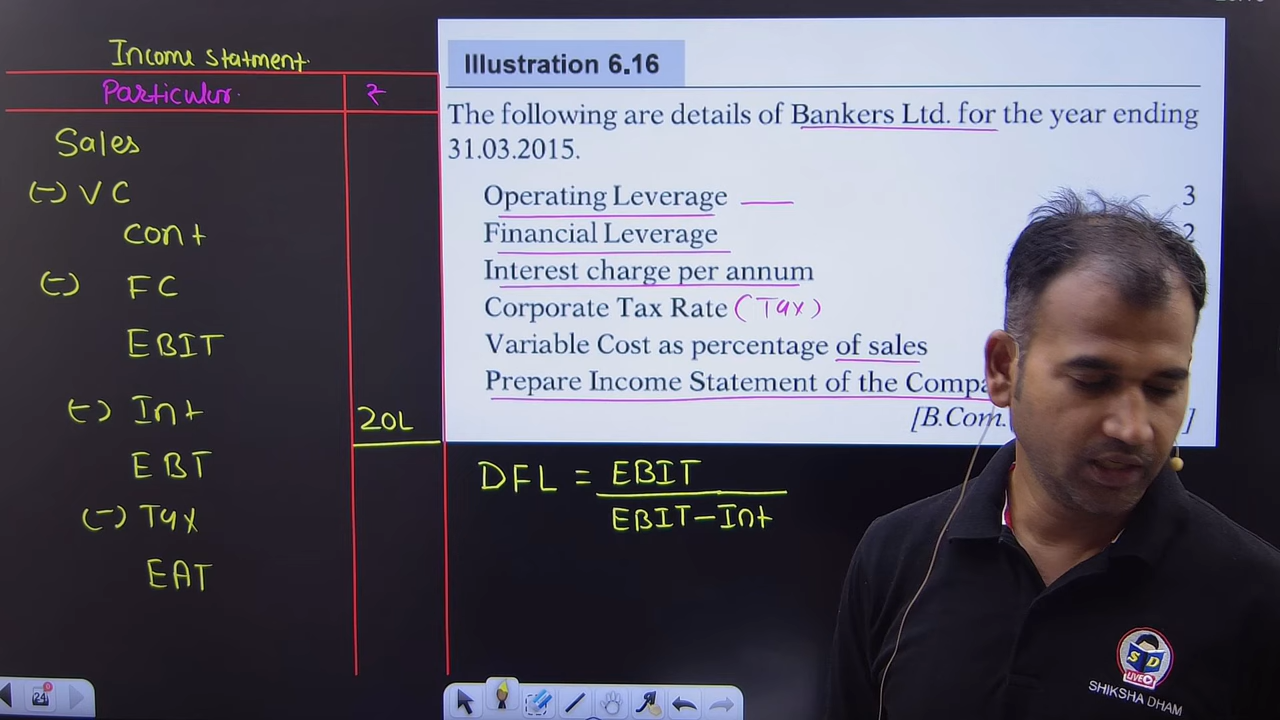 Income statment.
Particular. ₹
Sales
(-) VC
Cont
(-) FC
EBIT
(-) Int 20L
EBT
(-) Tax
EAT
Illustration 6.16
The following are details of Bankers Ltd. for the year ending
31.03.2015.
Operating Leverage 3
Financial Leverage 2
Interest charge per annum
Corporate Tax Rate (Tax)
Variable Cost as percentage of sales
Prepare Income Statement of the
[B.Com. ]
DFL = EBIT
EBIT-Int
24
SD
LIVE
SHIKSHA DHAM